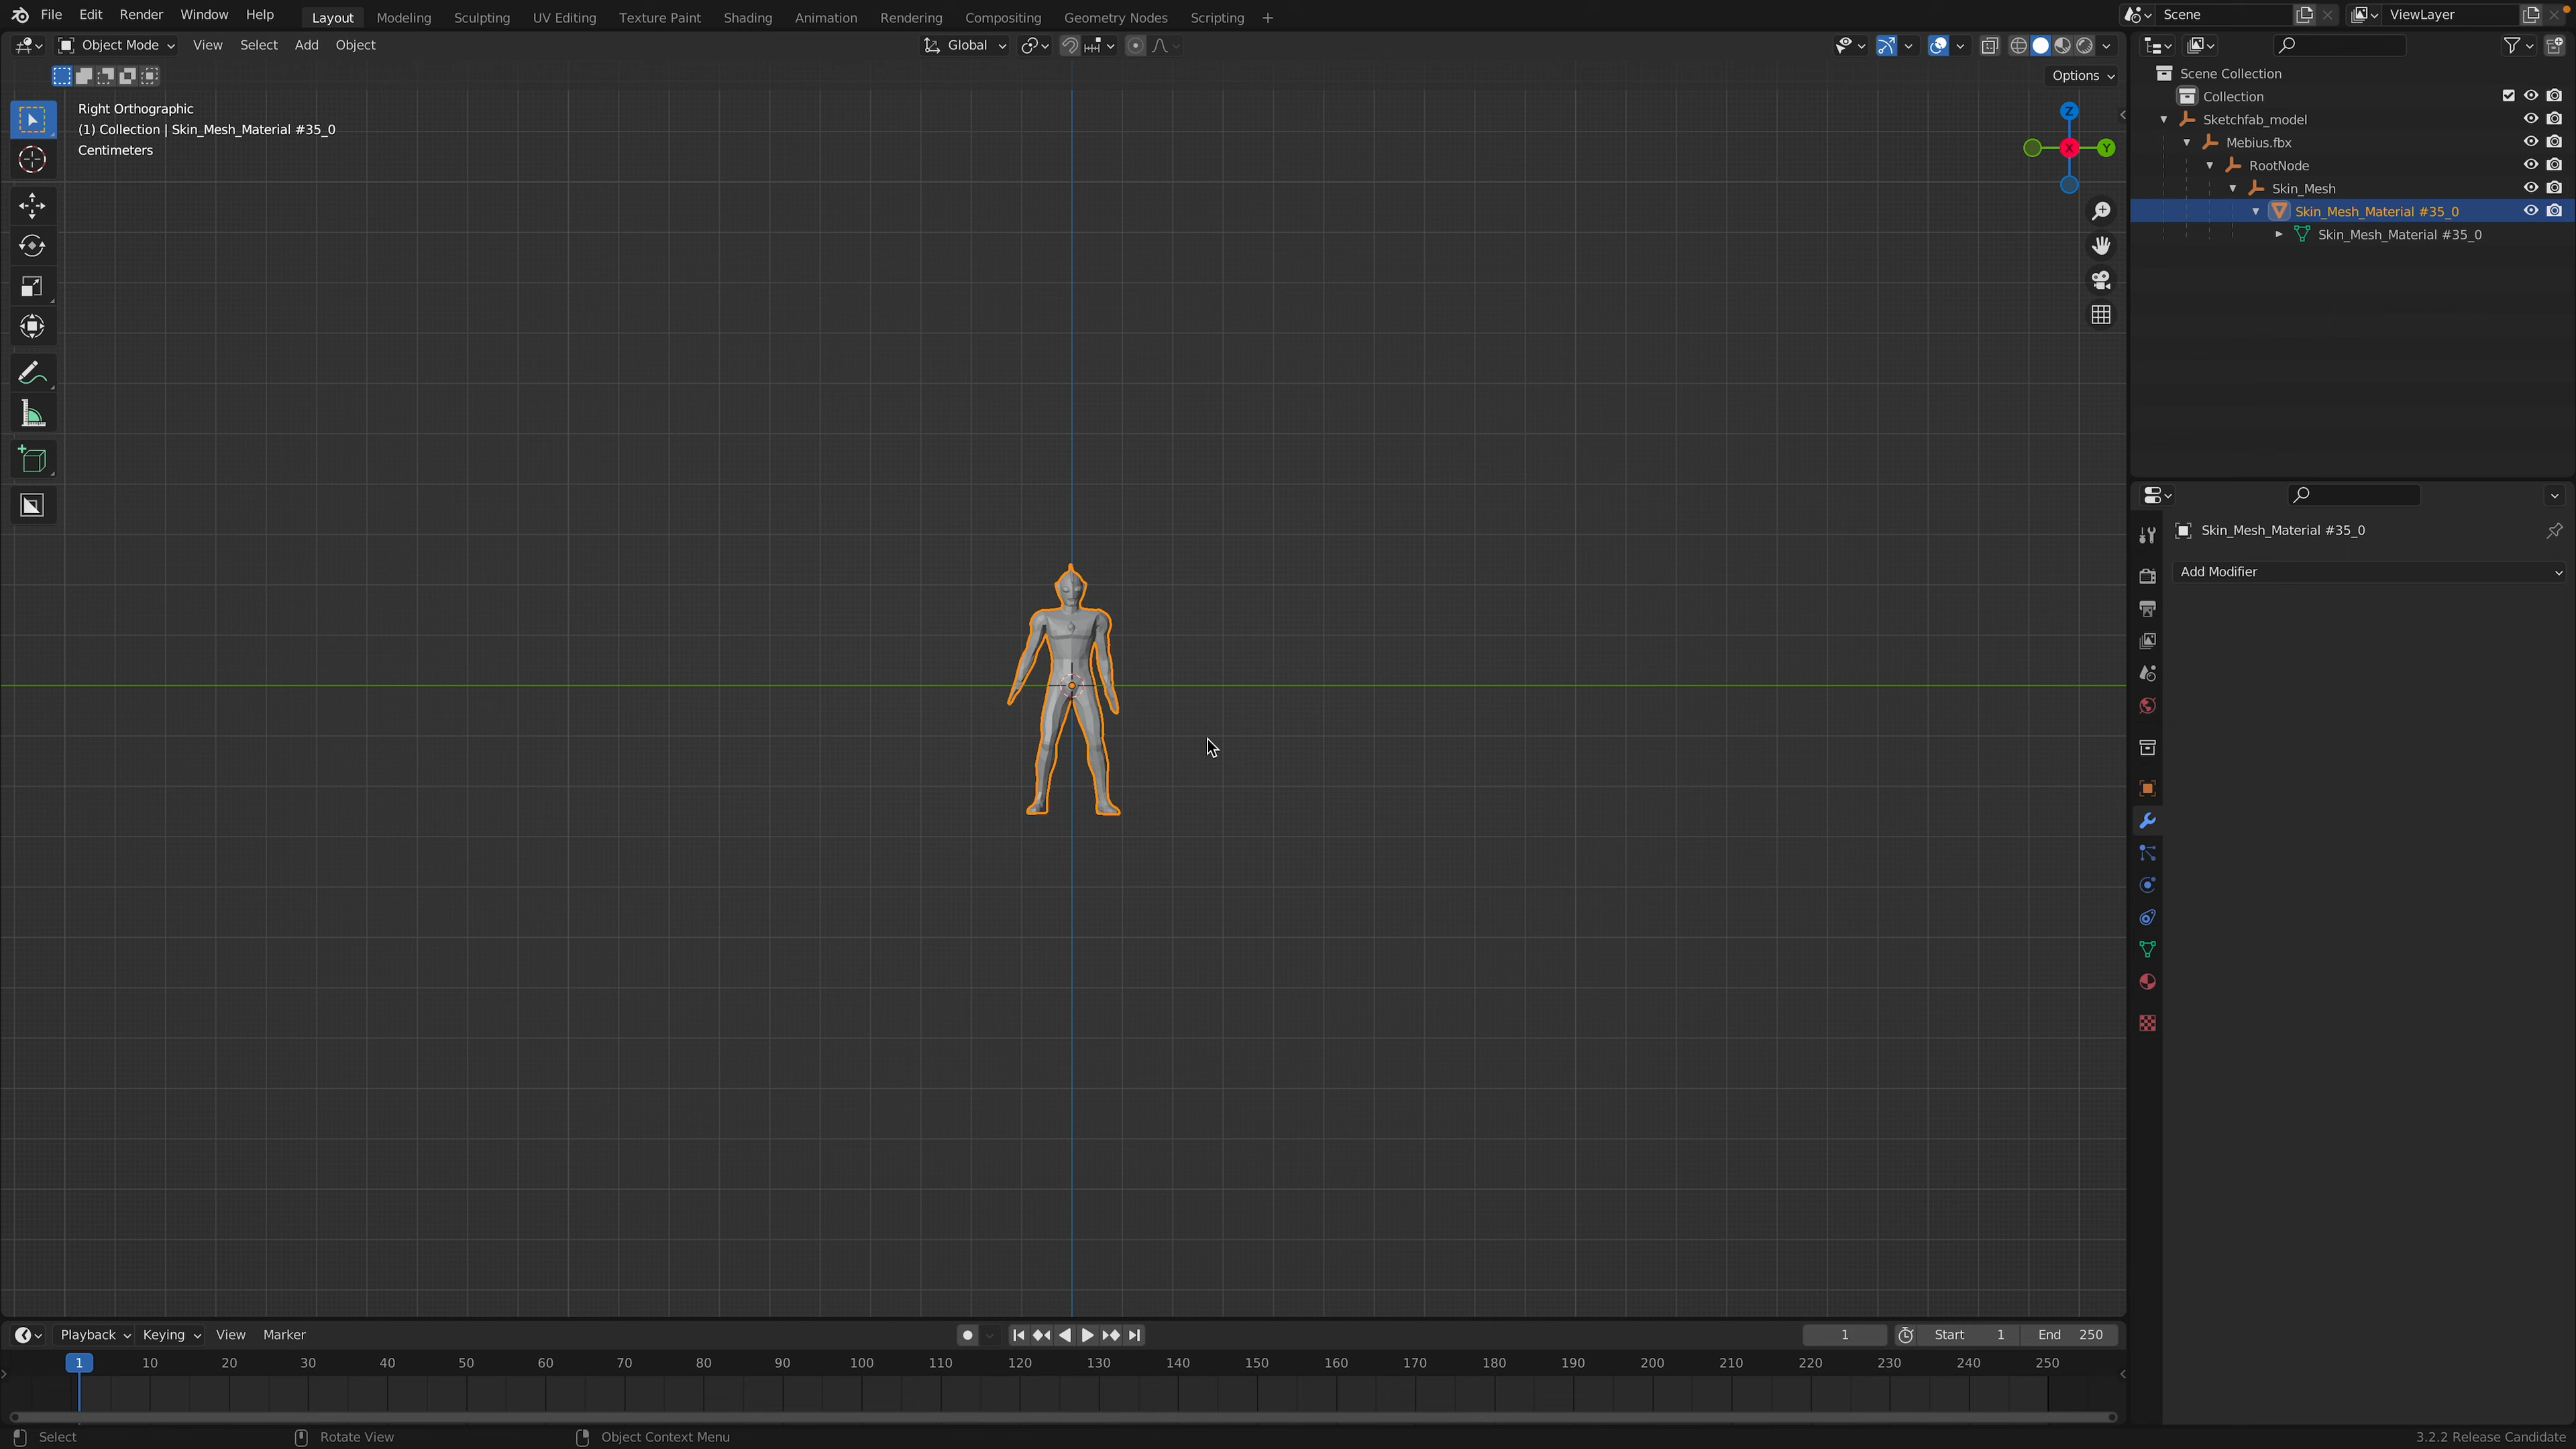 File Edit Render Window Help Layout Modeling Sculpting UV Editing Texture Paint Shading Animation Rendering Compositing Geometry Nodes Scripting + Scene ViewLayer
Object Mode View Select Add Object Global
Options
Right Orthographic
(1) Collection | Skin_Mesh_Material #35_0
Centimeters
Z
X
Y
Scene Collection
Collection
Sketchfab_model
Mebius.fbx
RootNode
Skin_Mesh
Skin_Mesh_Material #35_0
Skin_Mesh_Material #35_0
Skin_Mesh_Material #35_0
Add Modifier
Playback Keying View Marker 1 Start 1 End 250
1 10 20 30 40 50 60 70 80 90 100 110 120 130 140 150 160 170 180 190 200 210 220 230 240 250
Select Rotate View Object Context Menu 3.2.2 Release Candidate